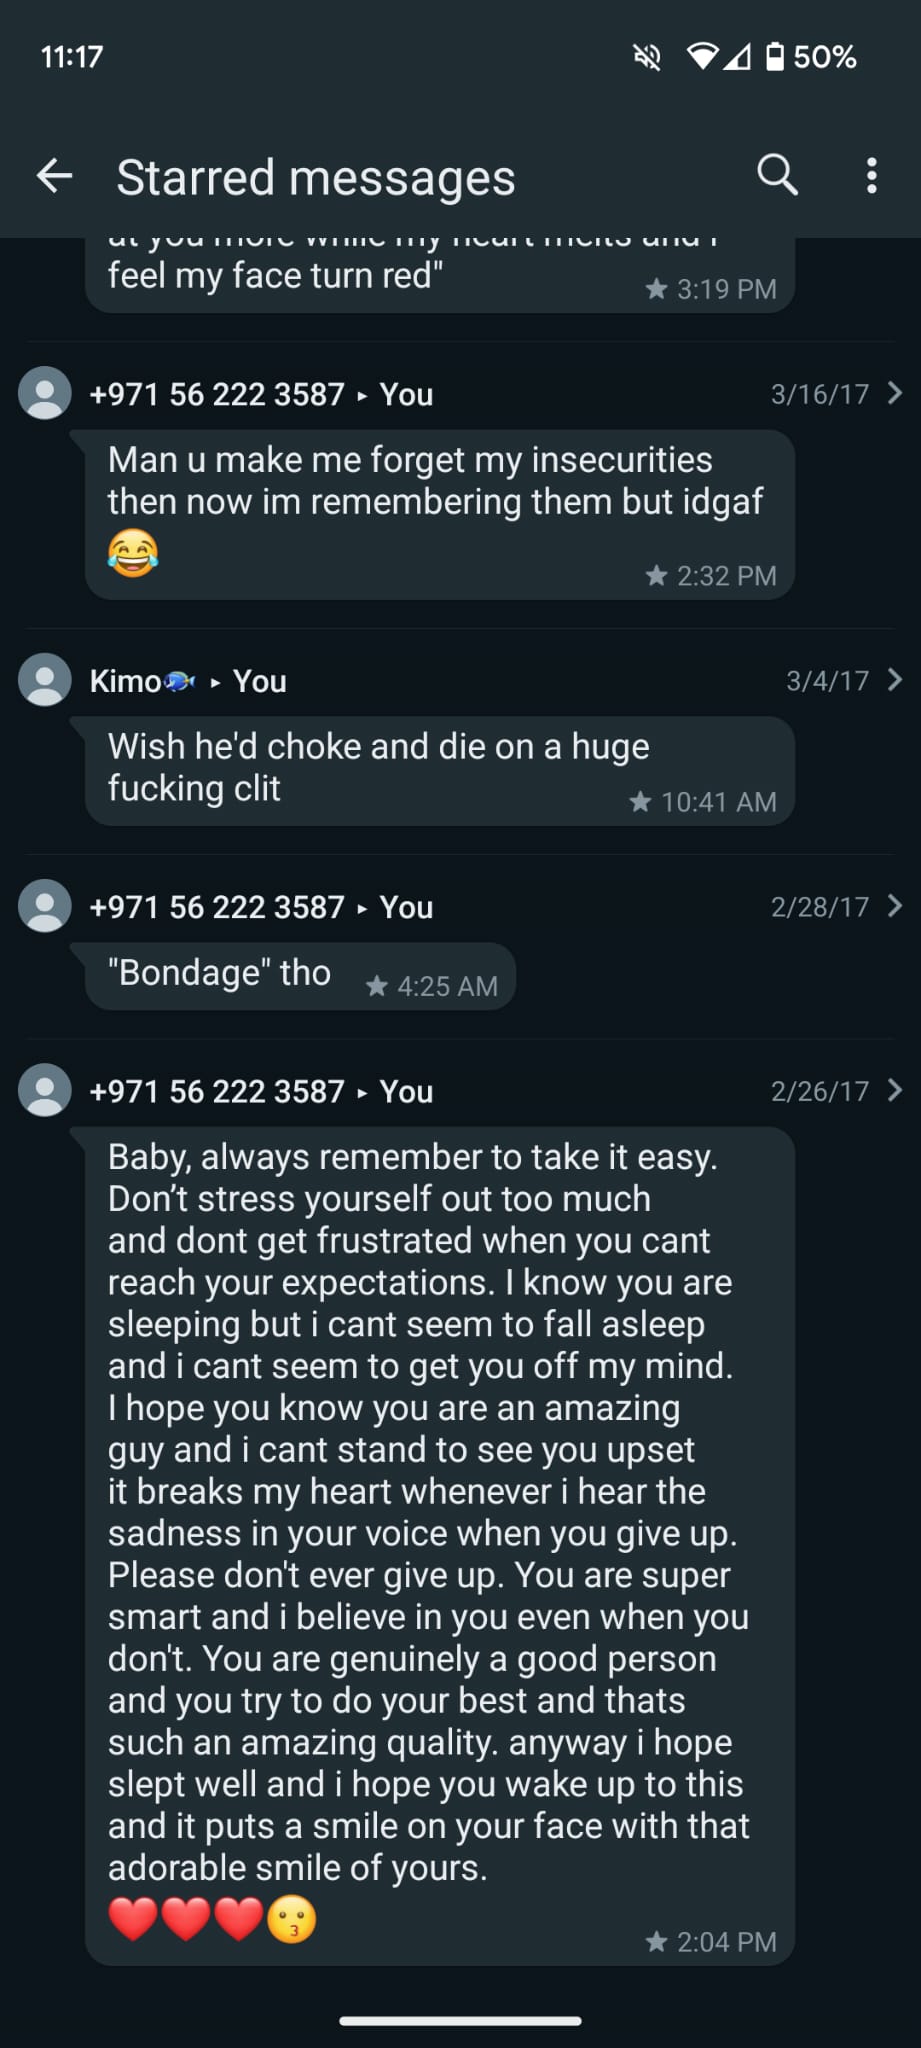 11:17
50%
Starred messages
at you more while my heart melts and I
feel my face turn red"
3:19 PM
+971 56 222 3587 ▸ You
3/16/17
Man u make me forget my insecurities
then now im remembering them but idgaf
😂
2:32 PM
Kimo🐠 ▸ You
3/4/17
Wish he'd choke and die on a huge
fucking clit
10:41 AM
+971 56 222 3587 ▸ You
2/28/17
"Bondage" tho
4:25 AM
+971 56 222 3587 ▸ You
2/26/17
Baby, always remember to take it easy.
Don’t stress yourself out too much
and dont get frustrated when you cant
reach your expectations. I know you are
sleeping but i cant seem to fall asleep
and i cant seem to get you off my mind.
I hope you know you are an amazing
guy and i cant stand to see you upset
it breaks my heart whenever i hear the
sadness in your voice when you give up.
Please don't ever give up. You are super
smart and i believe in you even when you
don't. You are genuinely a good person
and you try to do your best and thats
such an amazing quality. anyway i hope
slept well and i hope you wake up to this
and it puts a smile on your face with that
adorable smile of yours.
❤️❤️❤️😗
2:04 PM